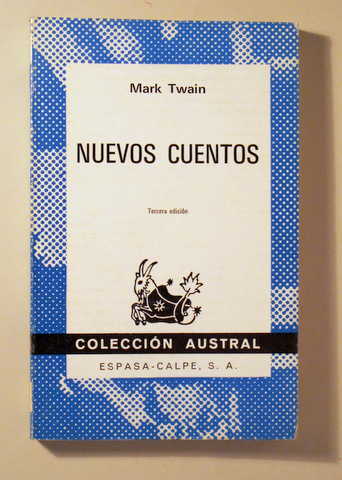 Mark Twain
NUEVOS CUENTOS
Tercera edición
COLECCIÓN AUSTRAL
ESPASA-CALPE, S. A.